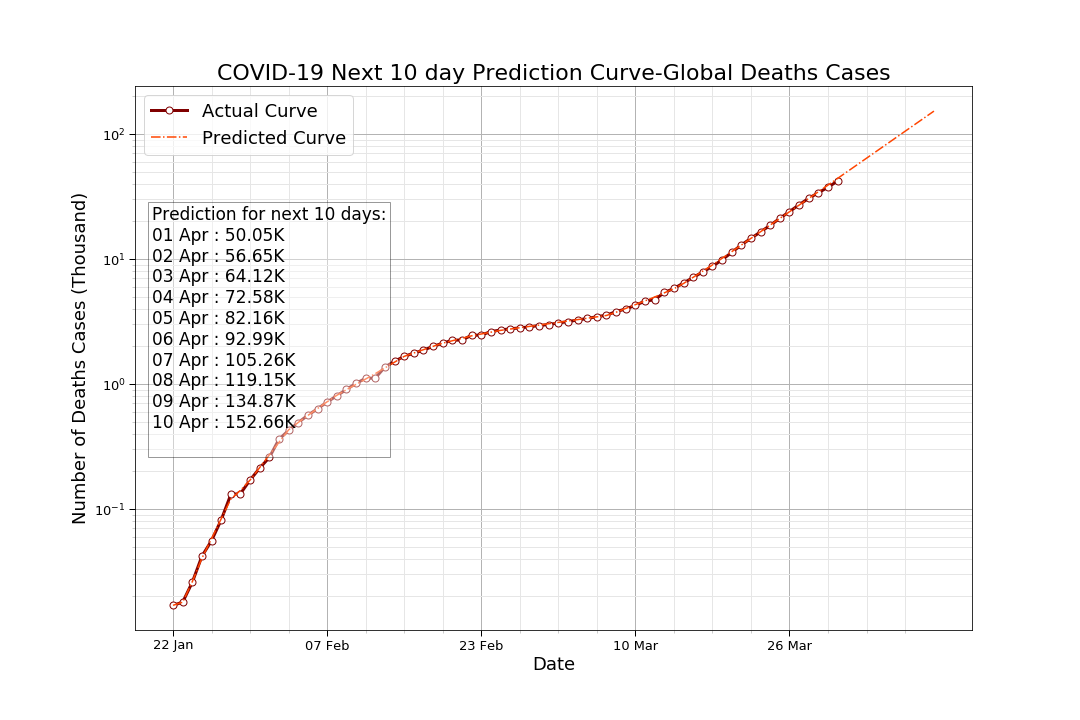 COVID-19 Next 10 day Prediction Curve-Global Deaths Cases
Actual Curve
Predicted Curve
Prediction for next 10 days:
01 Apr : 50.05K
02 Apr : 56.65K
03 Apr : 64.12K
04 Apr : 72.58K
05 Apr : 82.16K
06 Apr : 92.99K
07 Apr : 105.26K
08 Apr : 119.15K
09 Apr : 134.87K
10 Apr : 152.66K
Number of Deaths Cases (Thousand)
10²
10¹
10⁰
10⁻¹
22 Jan
07 Feb
23 Feb
10 Mar
26 Mar
Date